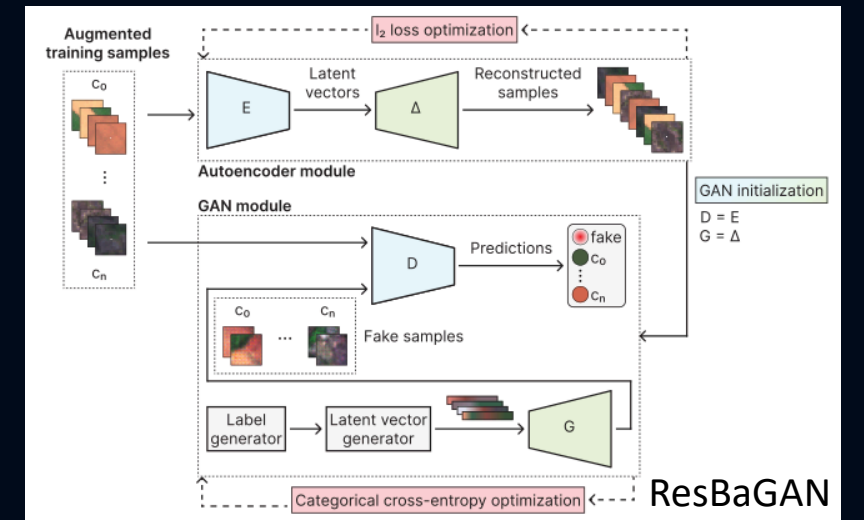 Augmented
training samples
c₀
⋮
cₙ
l₂ loss optimization
E
Latent
vectors
Δ
Reconstructed
samples
Autoencoder module
GAN initialization
D = E
G = Δ
GAN module
D
Predictions
fake
c₀
⋮
cₙ
c₀
...
cₙ
Fake samples
Label
generator
Latent vector
generator
G
Categorical cross-entropy optimization
ResBaGAN